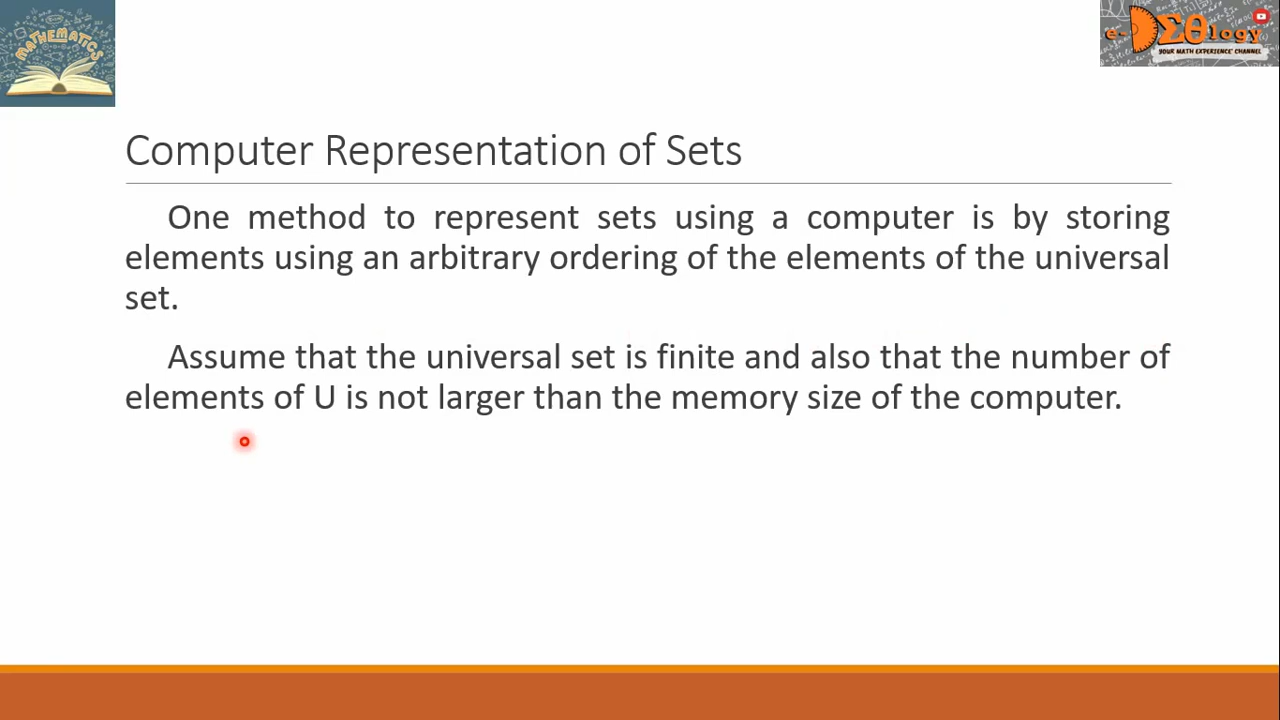 MATHEMATICS
e-DΣθlogy
YOUR MATH EXPERIENCE CHANNEL
Computer Representation of Sets
One method to represent sets using a computer is by storing
elements using an arbitrary ordering of the elements of the universal
set.
Assume that the universal set is finite and also that the number of
elements of U is not larger than the memory size of the computer.